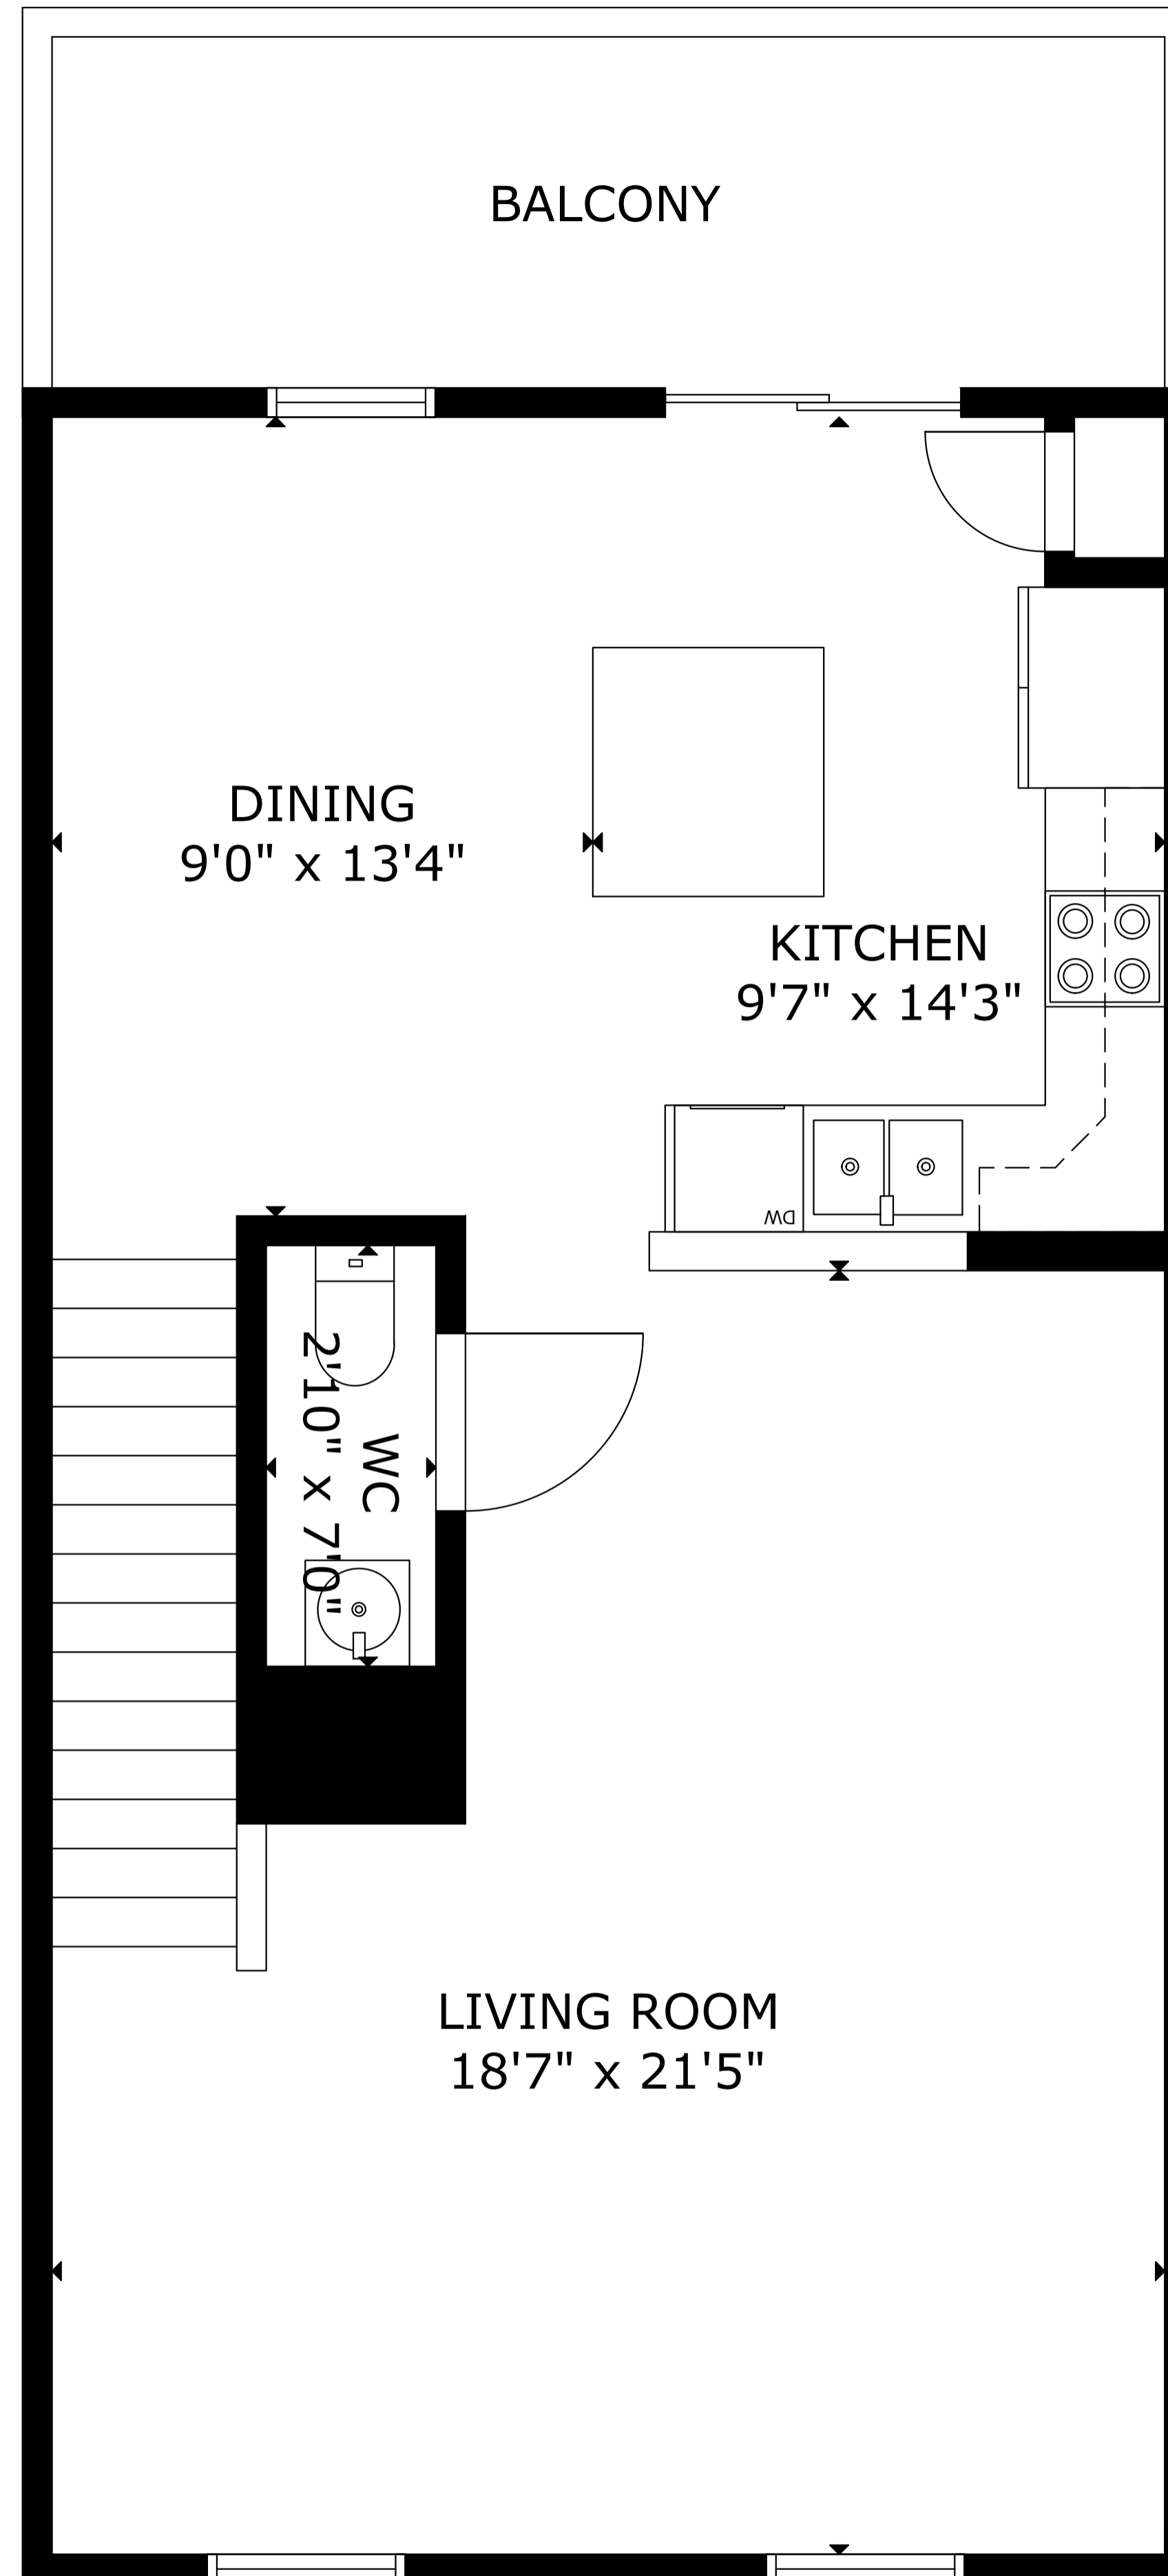 BALCONY
DINING
9'0" x 13'4"
KITCHEN
9'7" x 14'3"
DW
WC
2'10" x 7'0"
LIVING ROOM
18'7" x 21'5"